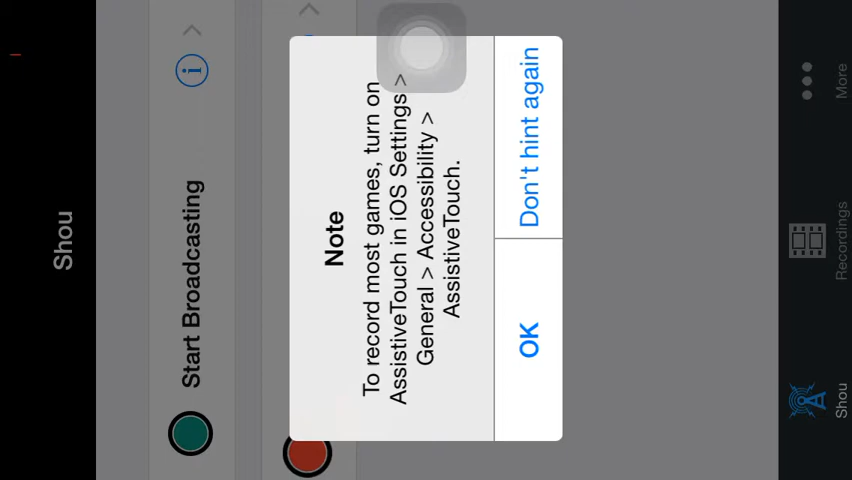 Shou
Start Broadcasting
Note
To record most games, turn on
AssistiveTouch in iOS Settings >
General > Accessibility >
AssistiveTouch.
OK
Don't hint again
Shou
Recordings
More